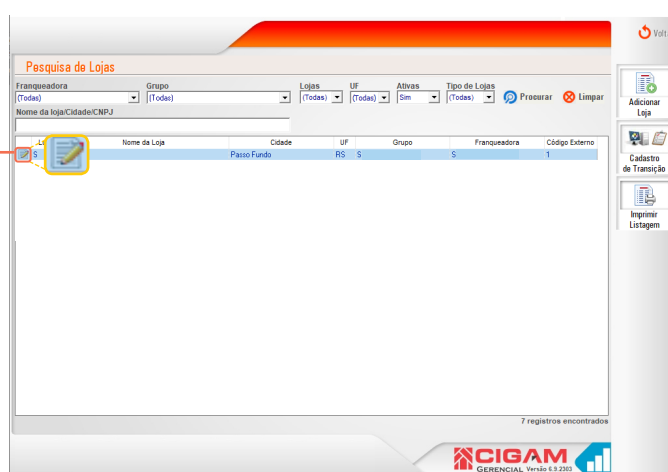 Volt
Pesquisa de Lojas
Franqueadora Grupo Lojas UF Ativas Tipo de Lojas
(Todas) (Todas) (Todas) (Todas) Sim (Todas) Procurar Limpar
Nome da loja/Cidade/CNPJ
Nome da Loja Cidade UF Grupo Franqueadora Código Externo
S Passo Fundo RS S S 1
Adicionar
Loja
Cadastro
de Transição
Imprimir
Listagem
7 registros encontrados
CIGAM
GERENCIAL Versão 6.9.2303